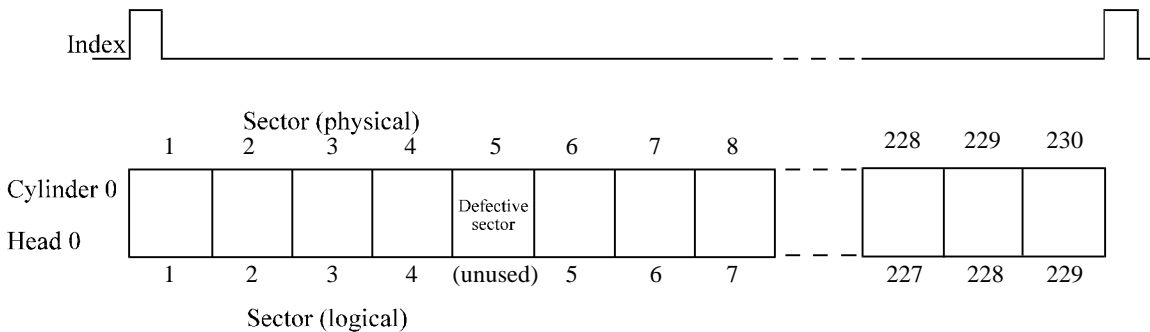 Index
Sector (physical)
1 2 3 4 5 6 7 8 228 229 230
Cylinder 0
Defective
sector
Head 0
1 2 3 4 (unused) 5 6 7 227 228 229
Sector (logical)